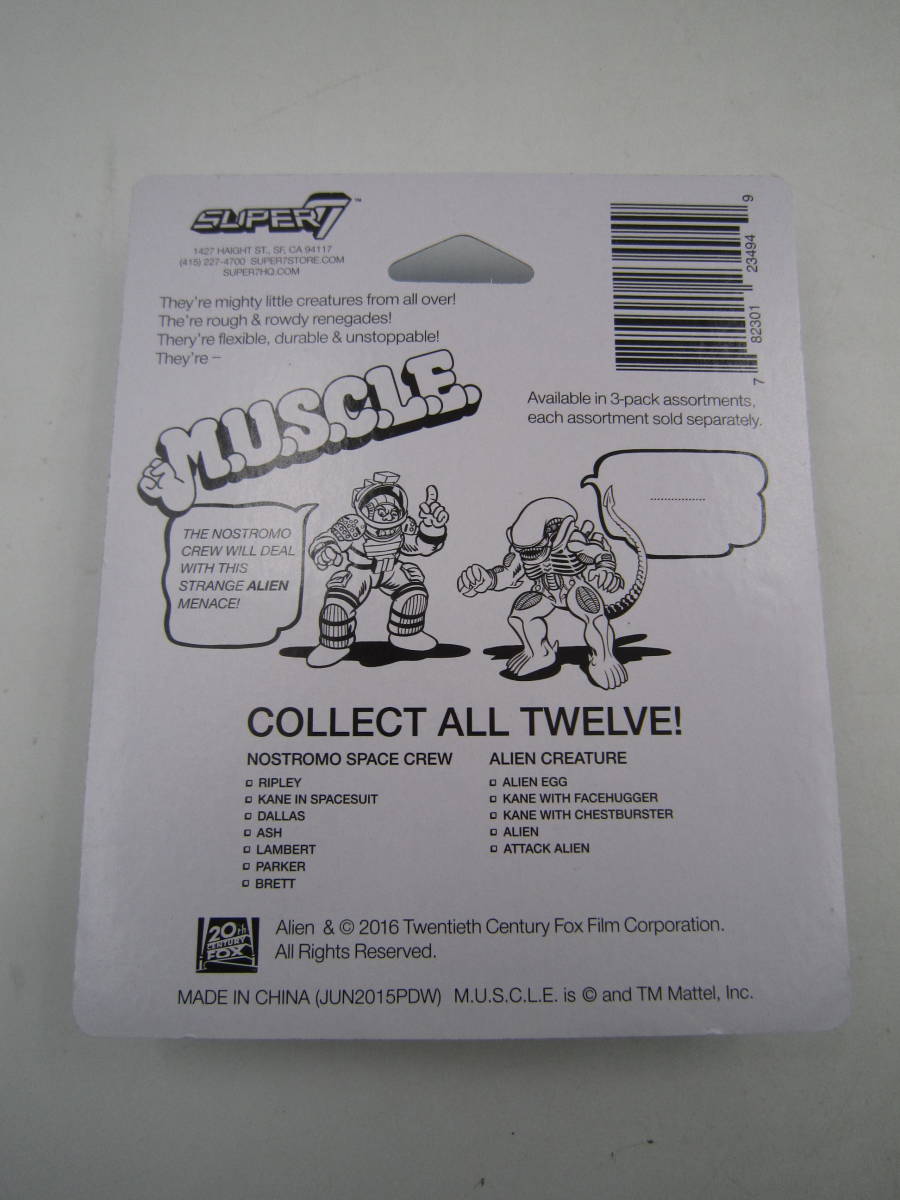 SUPER7™
1427 HAIGHT ST., SF, CA 94117
(415) 227-4700 SUPER7STORE.COM
SUPER7HQ.COM
They're mighty little creatures from all over!
The're rough & rowdy renegades!
Thery're flexible, durable & unstoppable!
They're –
M.U.S.C.L.E.
7 82301 23494 9
Available in 3-pack assortments,
each assortment sold separately.
THE NOSTROMO
CREW WILL DEAL
WITH THIS
STRANGE ALIEN
MENACE!
................
COLLECT ALL TWELVE!
NOSTROMO SPACE CREW
RIPLEY
KANE IN SPACESUIT
DALLAS
ASH
LAMBERT
PARKER
BRETT
ALIEN CREATURE
ALIEN EGG
KANE WITH FACEHUGGER
KANE WITH CHESTBURSTER
ALIEN
ATTACK ALIEN
20th
CENTURY
FOX
Alien & © 2016 Twentieth Century Fox Film Corporation.
All Rights Reserved.
MADE IN CHINA (JUN2015PDW) M.U.S.C.L.E. is © and TM Mattel, Inc.